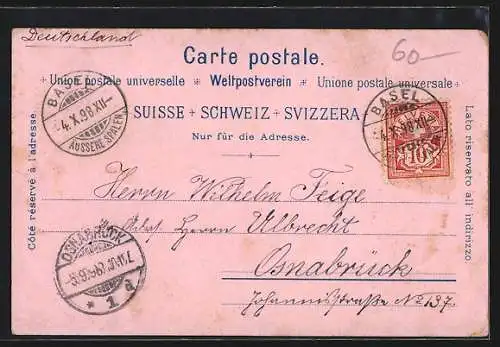 Deutschland
60—
Carte postale.
Union postale universelle * Weltpostverein * Unione postale universale
SUISSE + SCHWEIZ + SVIZZERA
Nur für die Adresse.
Côté réservé à l'adresse.
Lato riservato all indirizzo.
BASEL
4.X.98.XII-
ÄUSSERE SPALEN
BASEL
4.X.98.XII-
10
Herrn Wilhelm Feige
Adr. Herrn Ulbrecht
Osnabrück
Johannisstraße No 137.
OSNABRÜCK
* 1 a